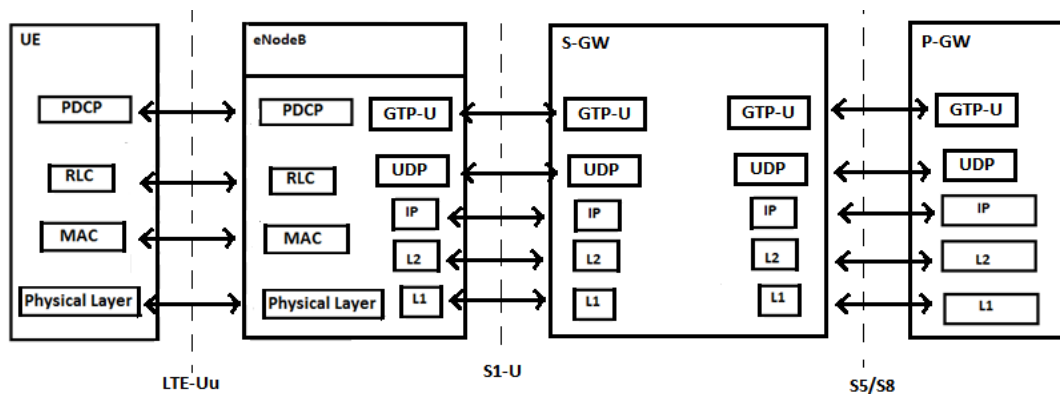 UE
PDCP
RLC
MAC
Physical Layer
LTE-Uu
eNodeB
PDCP
RLC
MAC
Physical Layer
GTP-U
UDP
IP
L2
L1
S1-U
S-GW
GTP-U
UDP
IP
L2
L1
GTP-U
UDP
IP
L2
L1
S5/S8
P-GW
GTP-U
UDP
IP
L2
L1